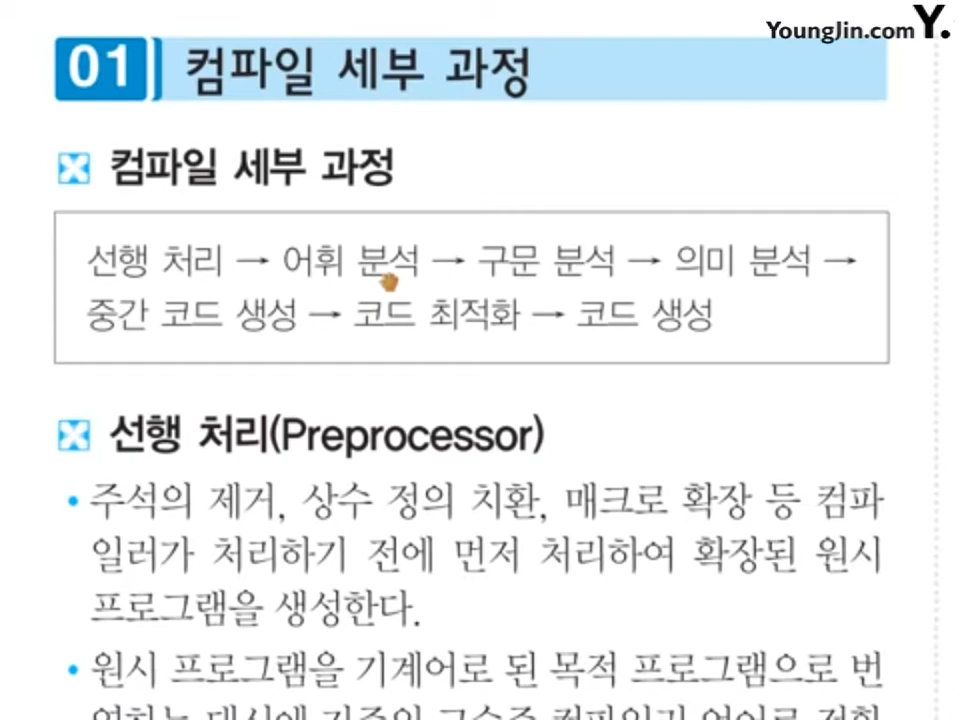 YoungJin.com Y.
01 컴파일 세부 과정
컴파일 세부 과정
선행 처리 → 어휘 분석 → 구문 분석 → 의미 분석 →
중간 코드 생성 → 코드 최적화 → 코드 생성
선행 처리(Preprocessor)
• 주석의 제거, 상수 정의 치환, 매크로 확장 등 컴파
일러가 처리하기 전에 먼저 처리하여 확장된 원시
프로그램을 생성한다.
• 원시 프로그램을 기계어로 된 목적 프로그램으로 번